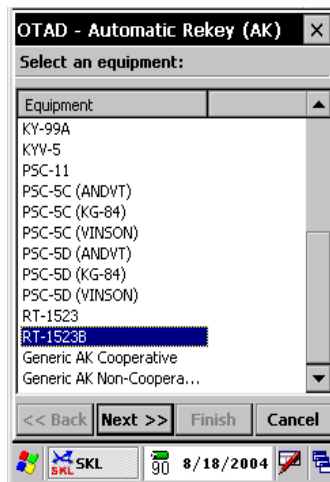 OTAD - Automatic Rekey (AK)
Select an equipment:
Equipment
KY-99A
KYV-5
PSC-11
PSC-5C (ANDVT)
PSC-5C (KG-84)
PSC-5C (VINSON)
PSC-5D (ANDVT)
PSC-5D (KG-84)
PSC-5D (VINSON)
RT-1523
RT-1523B
Generic AK Cooperative
Generic AK Non-Coopera...
<< Back Next >> Finish Cancel
SKL SKL 90 8/18/2004